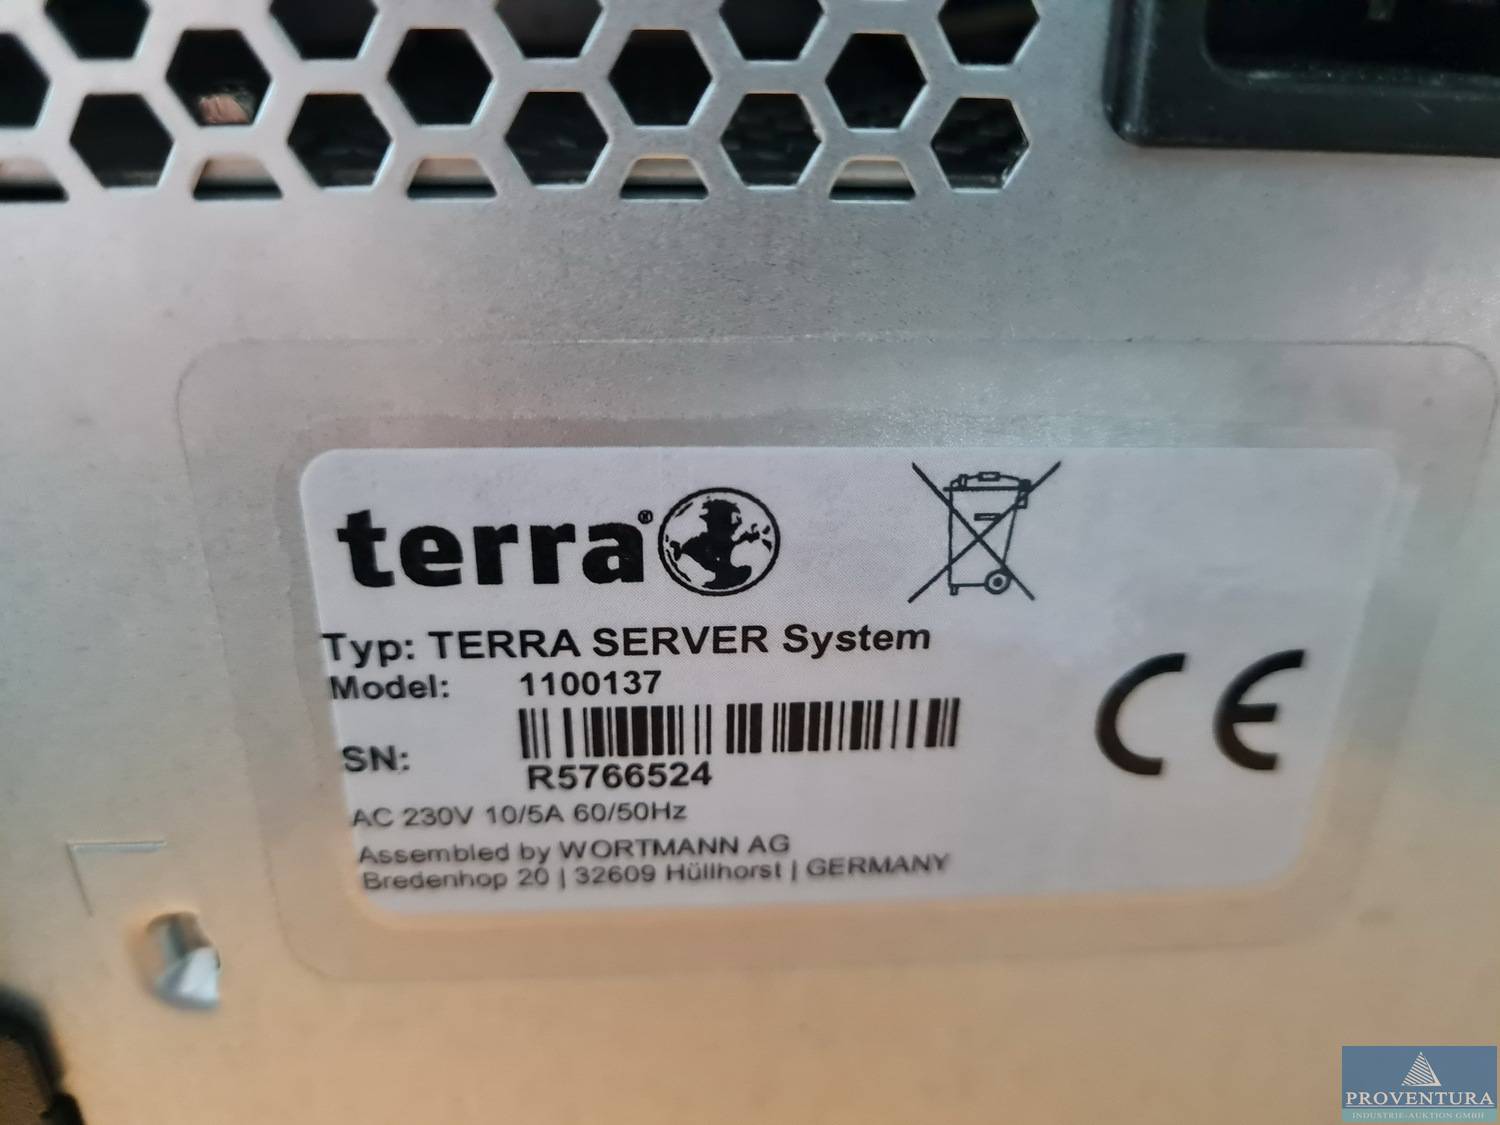 terra®
Typ: TERRA SERVER System
Model: 1100137
SN:
R5766524
AC 230V 10/5A 60/50Hz
Assembled by WORTMANN AG
Bredenhop 20 | 32609 Hüllhorst | GERMANY
CE
PROVENTURA
INDUSTRIE-AUKTION GMBH